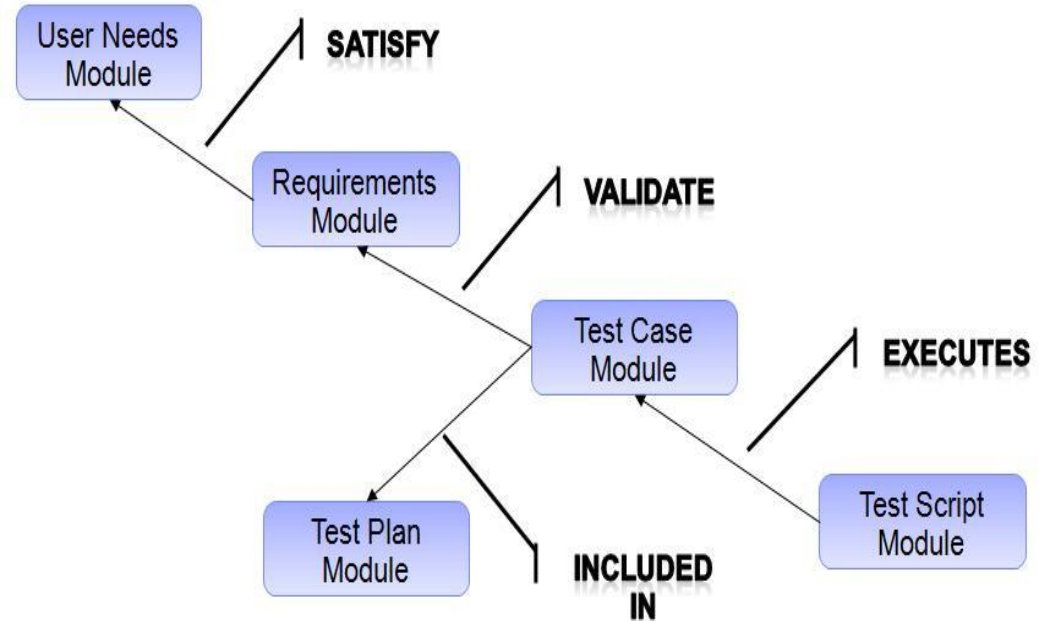 User Needs
Module
SATISFY
Requirements
Module
VALIDATE
Test Case
Module
EXECUTES
Test Plan
Module
Test Script
Module
INCLUDED
IN